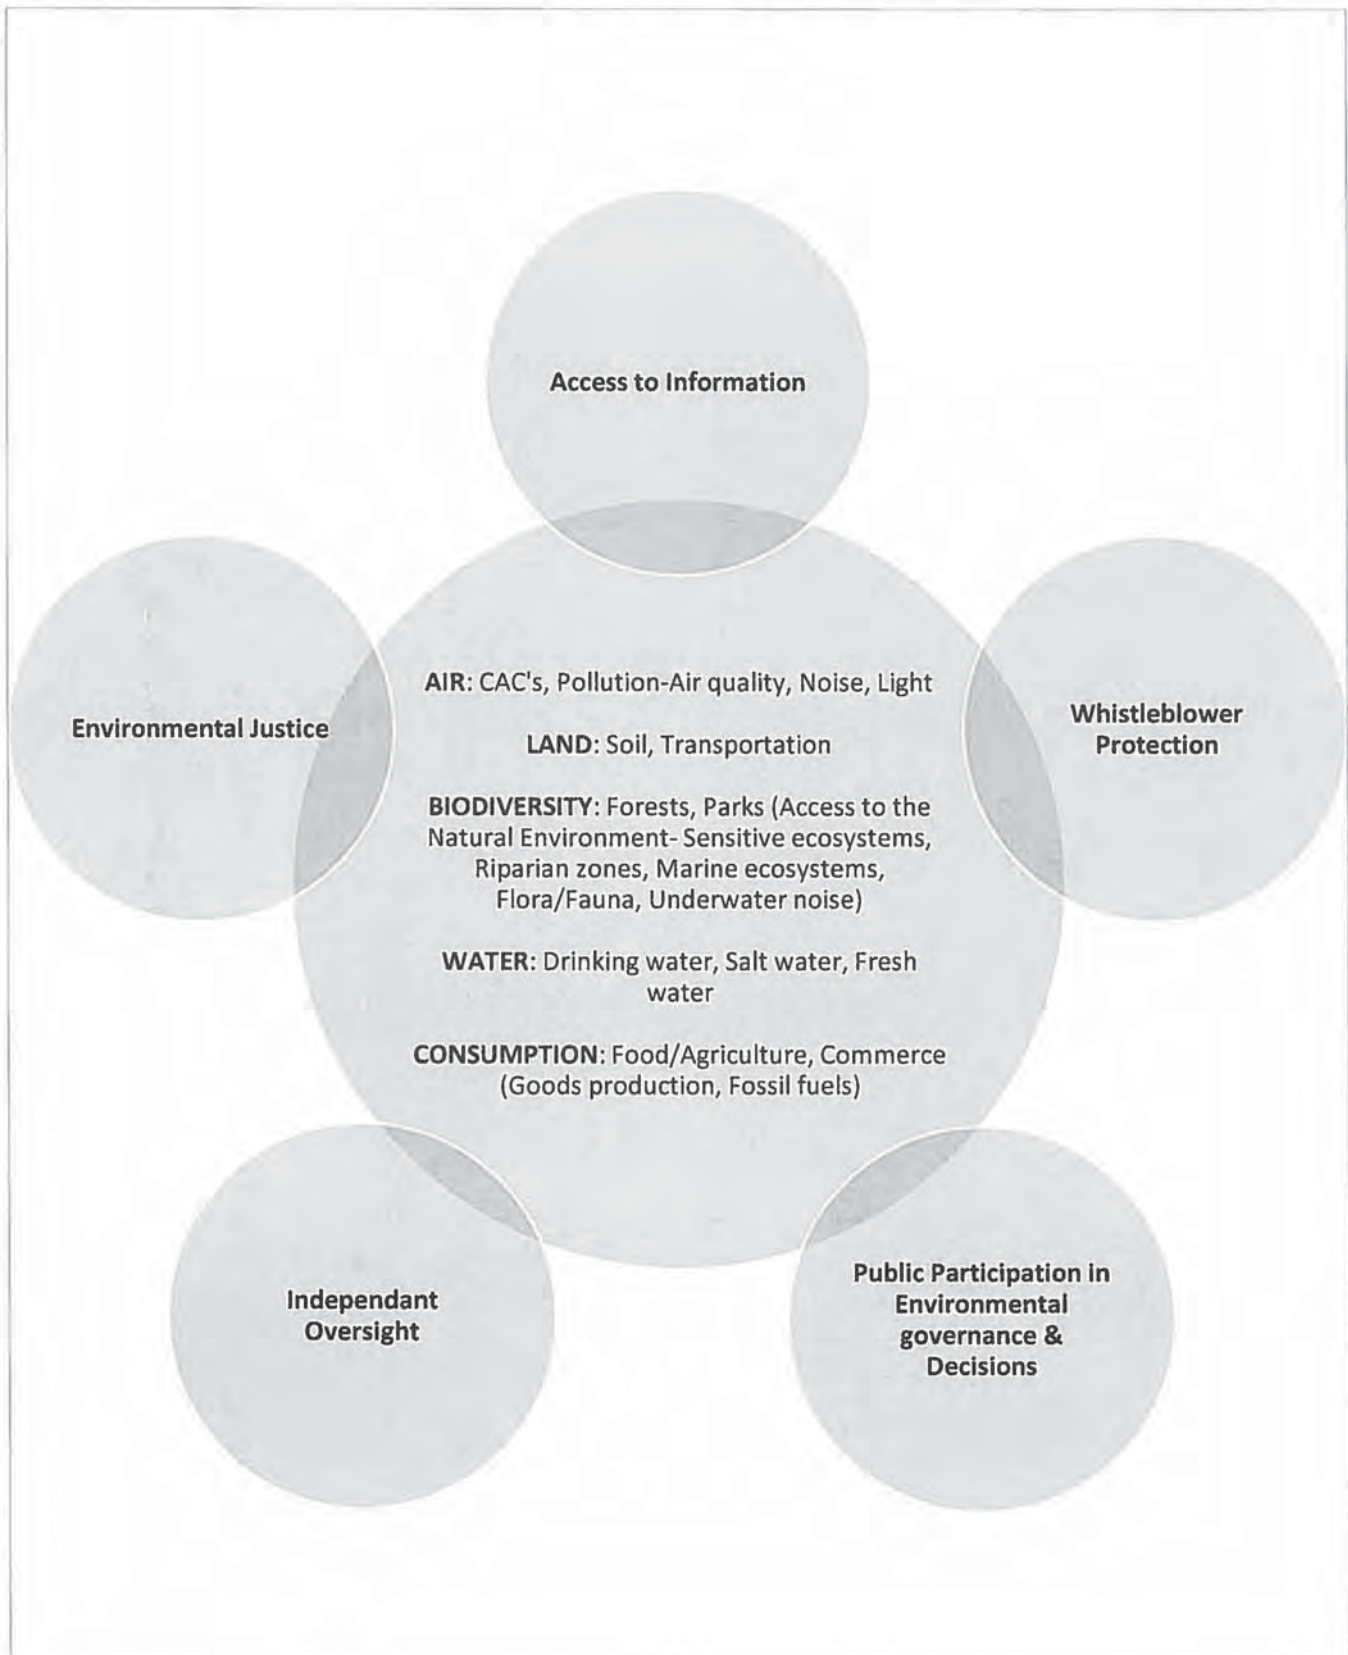 Access to Information
Environmental Justice
Whistleblower
Protection
AIR: CAC's, Pollution-Air quality, Noise, Light
LAND: Soil, Transportation
BIODIVERSITY: Forests, Parks (Access to the
Natural Environment- Sensitive ecosystems,
Riparian zones, Marine ecosystems,
Flora/Fauna, Underwater noise)
WATER: Drinking water, Salt water, Fresh
water
CONSUMPTION: Food/Agriculture, Commerce
(Goods production, Fossil fuels)
Independant
Oversight
Public Participation in
Environmental
governance &
Decisions